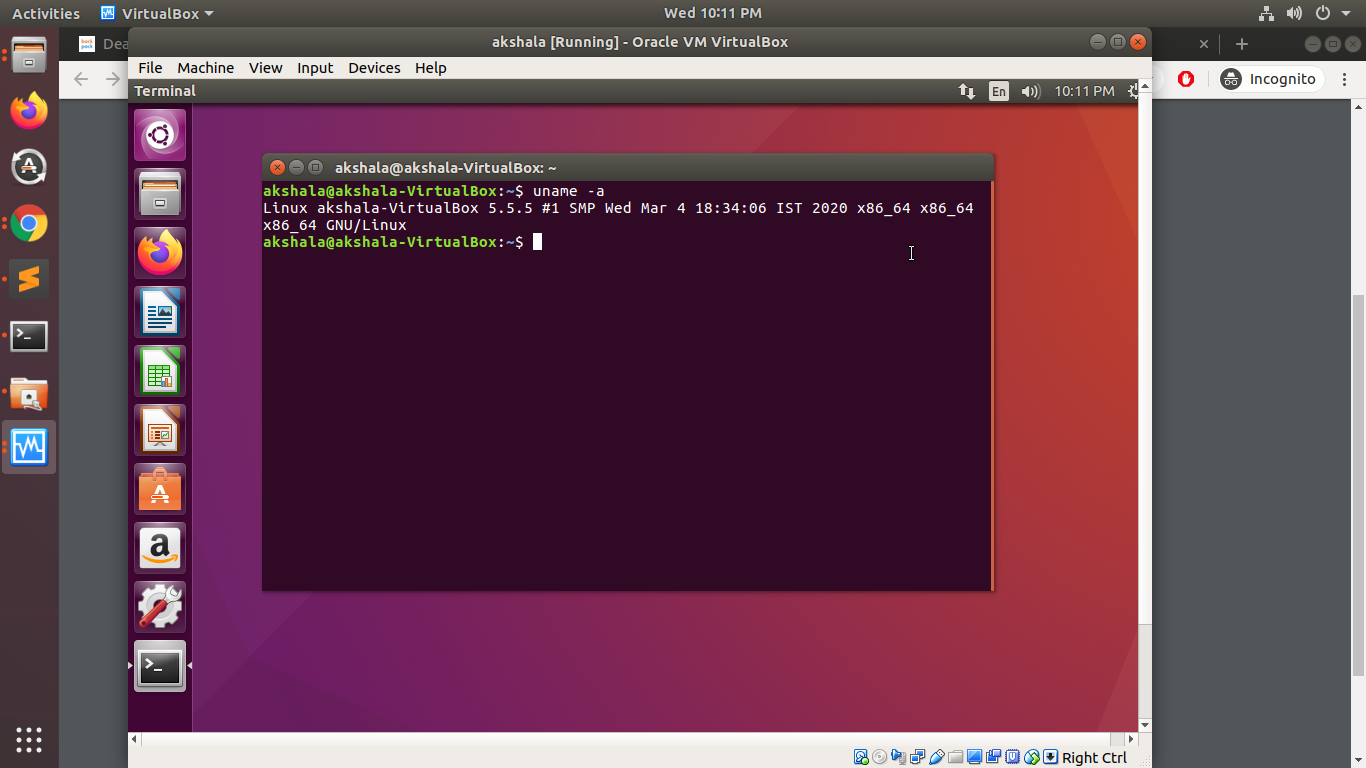 Activities VirtualBox Wed 10:11 PM
Dea
akshala [Running] - Oracle VM VirtualBox
File Machine View Input Devices Help
Incognito
Terminal En 10:11 PM
akshala@akshala-VirtualBox: ~
akshala@akshala-VirtualBox:~$ uname -a
Linux akshala-VirtualBox 5.5.5 #1 SMP Wed Mar 4 18:34:06 IST 2020 x86_64 x86_64
x86_64 GNU/Linux
akshala@akshala-VirtualBox:~$
Right Ctrl